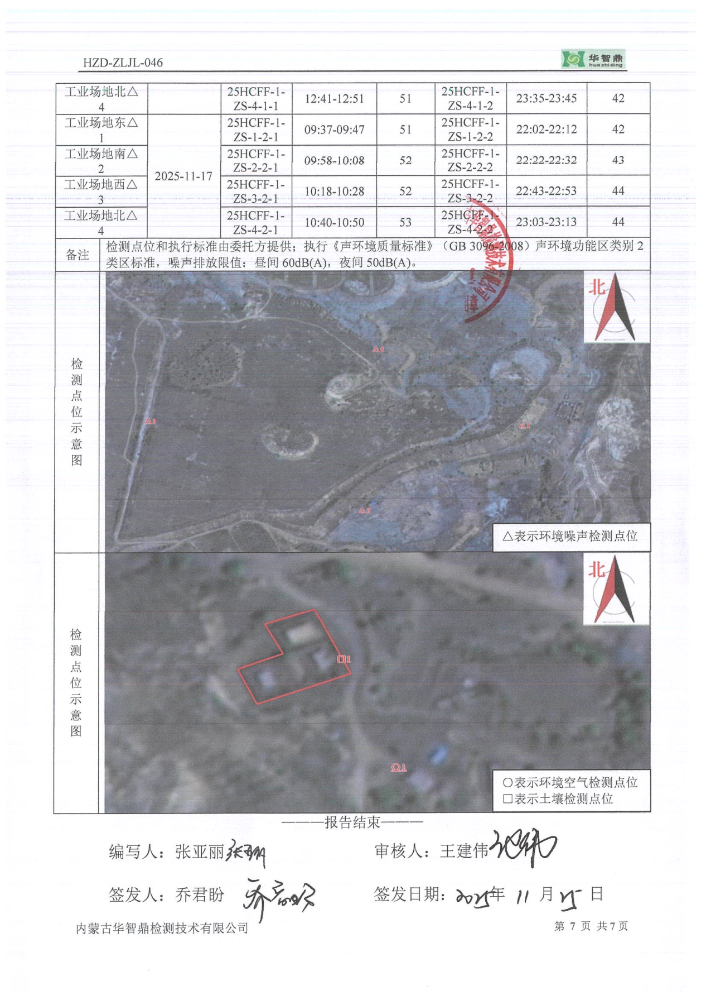 HZD-ZLJL-046
华智鼎
huazhiding
工业场地北△4 25HCFF-1-ZS-4-1-1 12:41-12:51 51 25HCFF-1-ZS-4-1-2 23:35-23:45 42
工业场地东△1 2025-11-17 25HCFF-1-ZS-1-2-1 09:37-09:47 51 25HCFF-1-ZS-1-2-2 22:02-22:12 42
工业场地南△2 25HCFF-1-ZS-2-2-1 09:58-10:08 52 25HCFF-1-ZS-2-2-2 22:22-22:32 43
工业场地西△3 25HCFF-1-ZS-3-2-1 10:18-10:28 52 25HCFF-1-ZS-3-2-2 22:43-22:53 44
工业场地北△4 25HCFF-1-ZS-4-2-1 10:40-10:50 53 25HCFF-1-ZS-4-2-2 23:03-23:13 44
备注 检测点位和执行标准由委托方提供；执行《声环境质量标准》（GB 3096-2008）声环境功能区类别 2
类区标准，噪声排放限值：昼间 60dB(A)，夜间 50dB(A)。
检测点位示意图
北
△4
△3
△1
△2
△表示环境噪声检测点位
检测点位示意图
北
□1
○1
○表示环境空气检测点位
□表示土壤检测点位
———报告结束———
编写人：张亚丽 审核人：王建伟
签发人：乔君盼 签发日期：2025年 11 月 25 日
内蒙古华智鼎检测技术有限公司 第 7 页 共7页